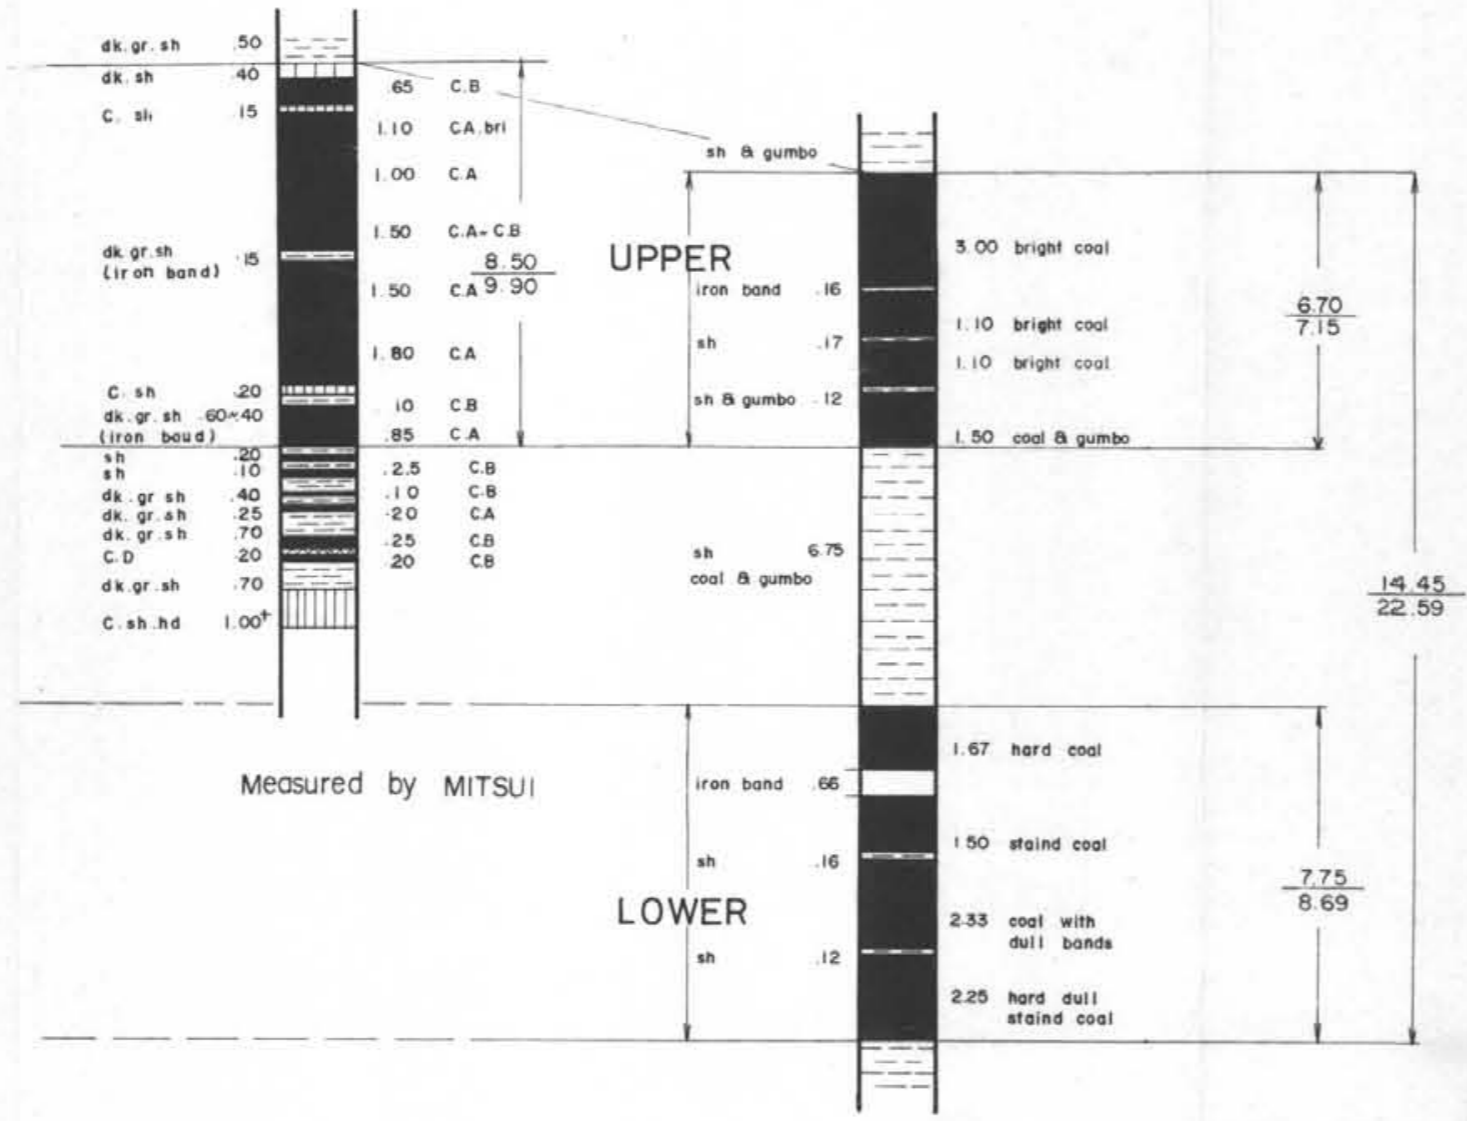 dk.gr.sh .50
dk.sh .40
.65 C.B
C. sh .15
1.10 C.A.bri
1.00 C.A
1.50 C.A-C.B
dk.gr.sh .15
(iron band)
8.50
9.90
1.50 C.A
1.80 C.A
C.sh .20
dk.gr.sh .60~40
(iron boud)
10 C.B
.85 C.A
sh .20
sh .10
.2.5 C.B
dk.gr sh .40
.10 C.B
dk.gr.sh .25
.20 C.A
dk.gr.sh .70
.25 C.B
C.D .20
.20 C.B
dk.gr.sh .70
C.sh.hd 1.00+
Measured by MITSUI
sh & gumbo
UPPER
3.00 bright coal
iron band .16
1.10 bright coal
sh .17
1.10 bright coal
sh & gumbo .12
1.50 coal & gumbo
6.70
7.15
sh 6.75
coal & gumbo
14.45
22.59
1.67 hard coal
iron band .66
1.50 staind coal
sh .16
LOWER
2.33 coal with
dull bands
sh .12
2.25 hard dull
staind coal
7.75
8.69